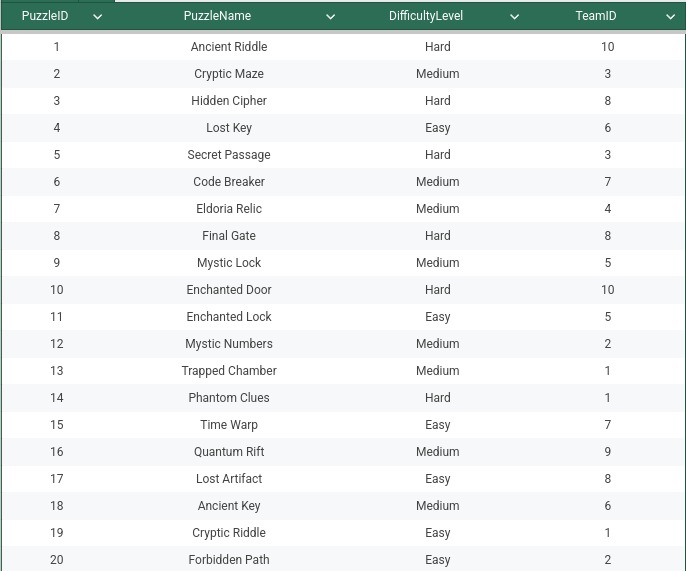 PuzzleID PuzzleName DifficultyLevel TeamID
1 Ancient Riddle Hard 10
2 Cryptic Maze Medium 3
3 Hidden Cipher Hard 8
4 Lost Key Easy 6
5 Secret Passage Hard 3
6 Code Breaker Medium 7
7 Eldoria Relic Medium 4
8 Final Gate Hard 8
9 Mystic Lock Medium 5
10 Enchanted Door Hard 10
11 Enchanted Lock Easy 5
12 Mystic Numbers Medium 2
13 Trapped Chamber Medium 1
14 Phantom Clues Hard 1
15 Time Warp Easy 7
16 Quantum Rift Medium 9
17 Lost Artifact Easy 8
18 Ancient Key Medium 6
19 Cryptic Riddle Easy 1
20 Forbidden Path Easy 2